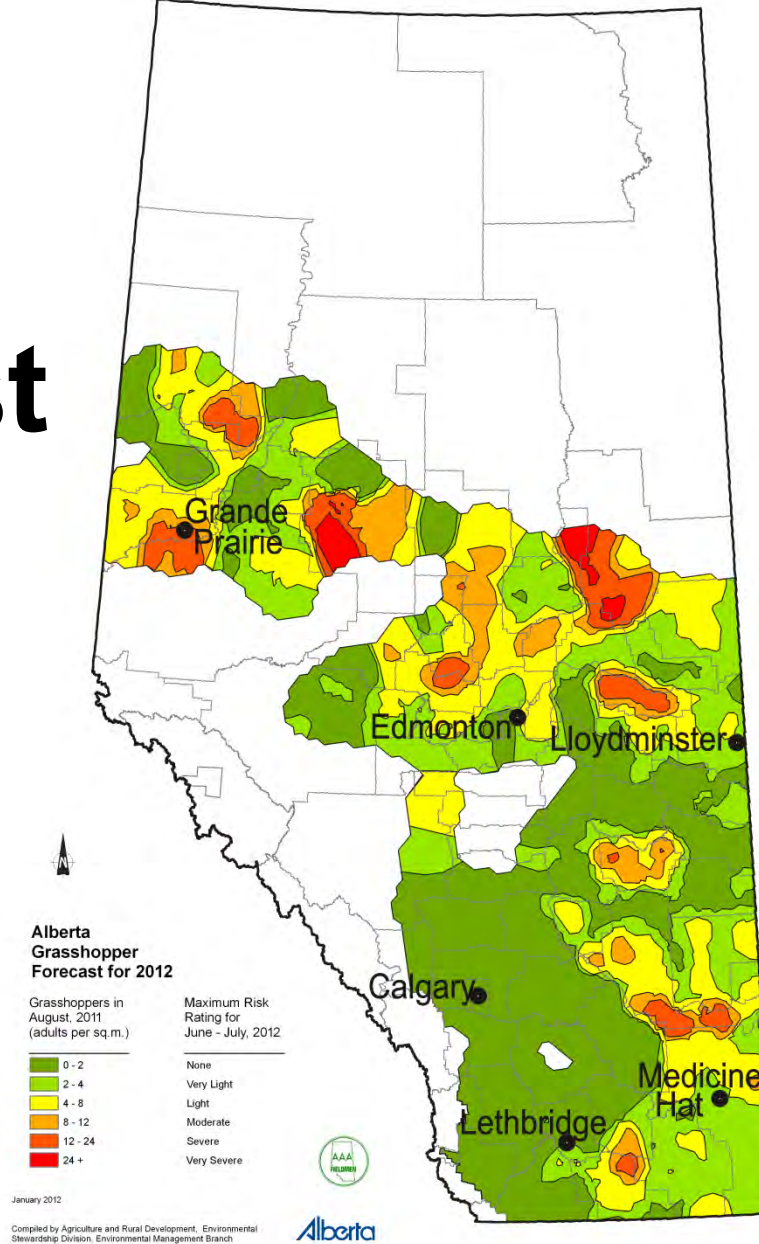 st
Grande
Prairie
Edmonton
Lloydminster
Calgary
Medicine
Hat
Lethbridge
N
Alberta
Grasshopper
Forecast for 2012
Grasshoppers in
August, 2011
(adults per sq.m.)
Maximum Risk
Rating for
June - July, 2012
0 - 2 None
2 - 4 Very Light
4 - 8 Light
8 - 12 Moderate
12 - 24 Severe
24 + Very Severe
AAA
FIELDMEN
January 2012
Compiled by Agriculture and Rural Development, Environmental
Stewardship Division, Environmental Management Branch
Alberta